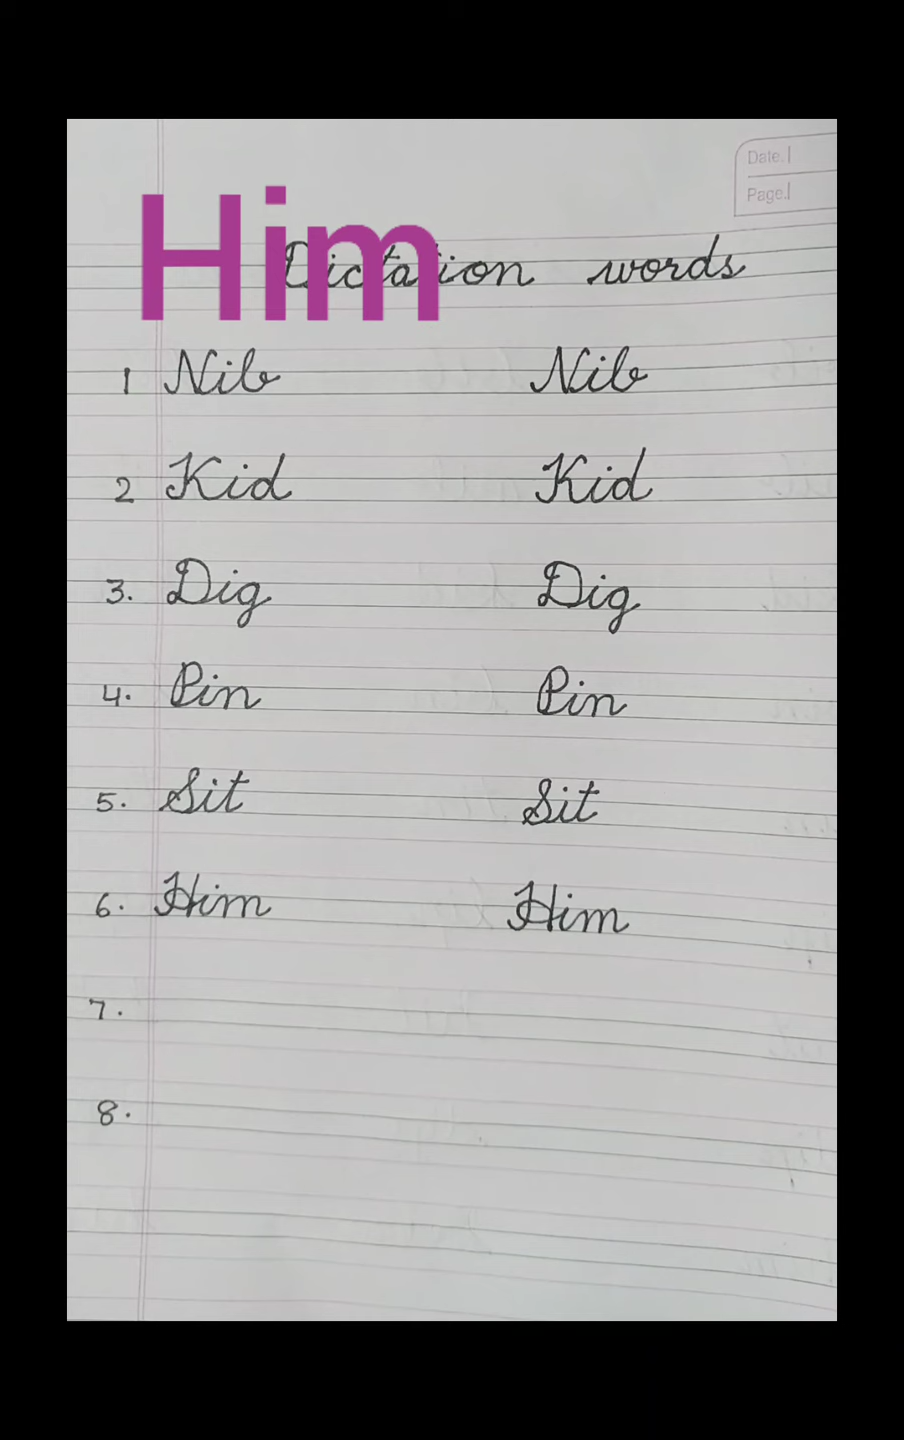 Date.
Page.
Him
Dictation words
1 Nib Nib
2 Kid Kid
3. Dig Dig
4. Pin Pin
5. Sit Sit
6. Him Him
7.
8.